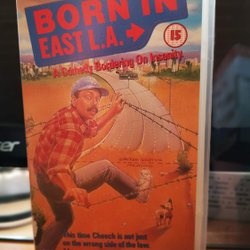 BORN IN
EAST L.A.
15
A Comedy Bordering On Insanity
This time Cheech is not just
on the wrong side of the law.